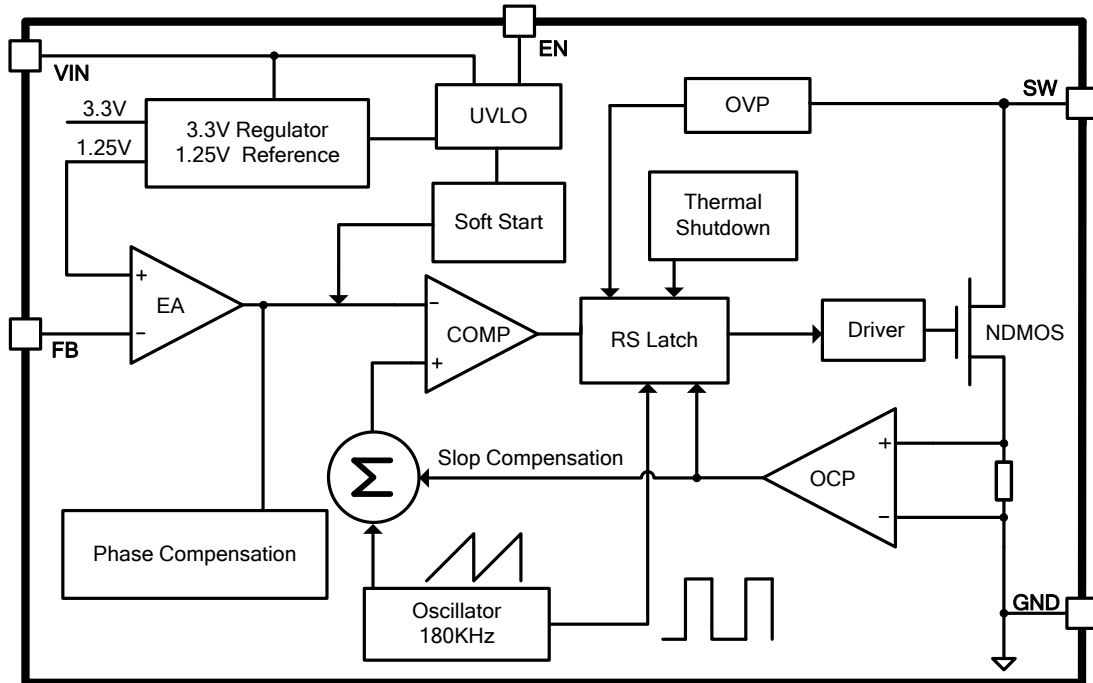 EN
VIN
SW
3.3V
1.25V
3.3V Regulator
1.25V Reference
UVLO
OVP
Soft Start
Thermal
Shutdown
+
EA
−
FB
−
COMP
+
RS Latch
Driver
NDMOS
Slop Compensation
Σ
+
OCP
−
Phase Compensation
Oscillator
180KHz
GND